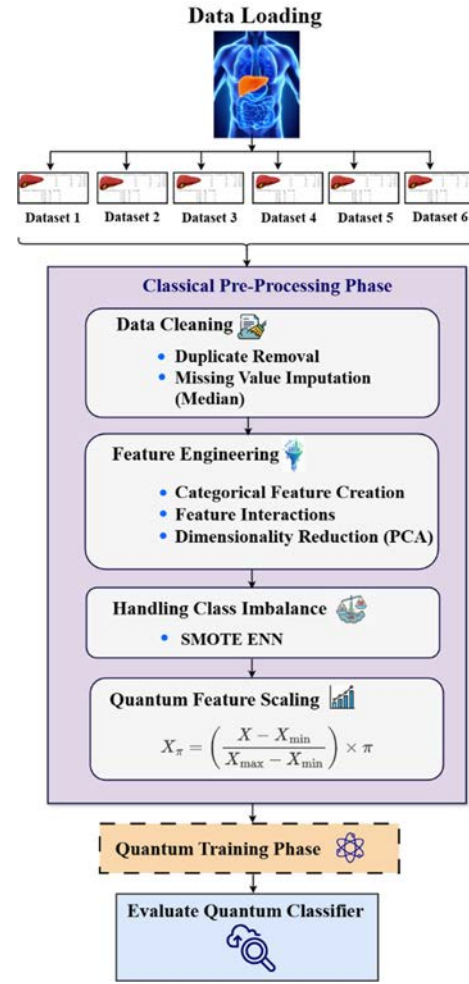 Data Loading
Dataset 1 Dataset 2 Dataset 3 Dataset 4 Dataset 5 Dataset 6
Classical Pre-Processing Phase
Data Cleaning
• Duplicate Removal
• Missing Value Imputation
(Median)
Feature Engineering
• Categorical Feature Creation
• Feature Interactions
• Dimensionality Reduction (PCA)
Handling Class Imbalance
• SMOTE ENN
Quantum Feature Scaling
X_π = ( (X − X_min) / (X_max − X_min) ) × π
Quantum Training Phase
Evaluate Quantum Classifier